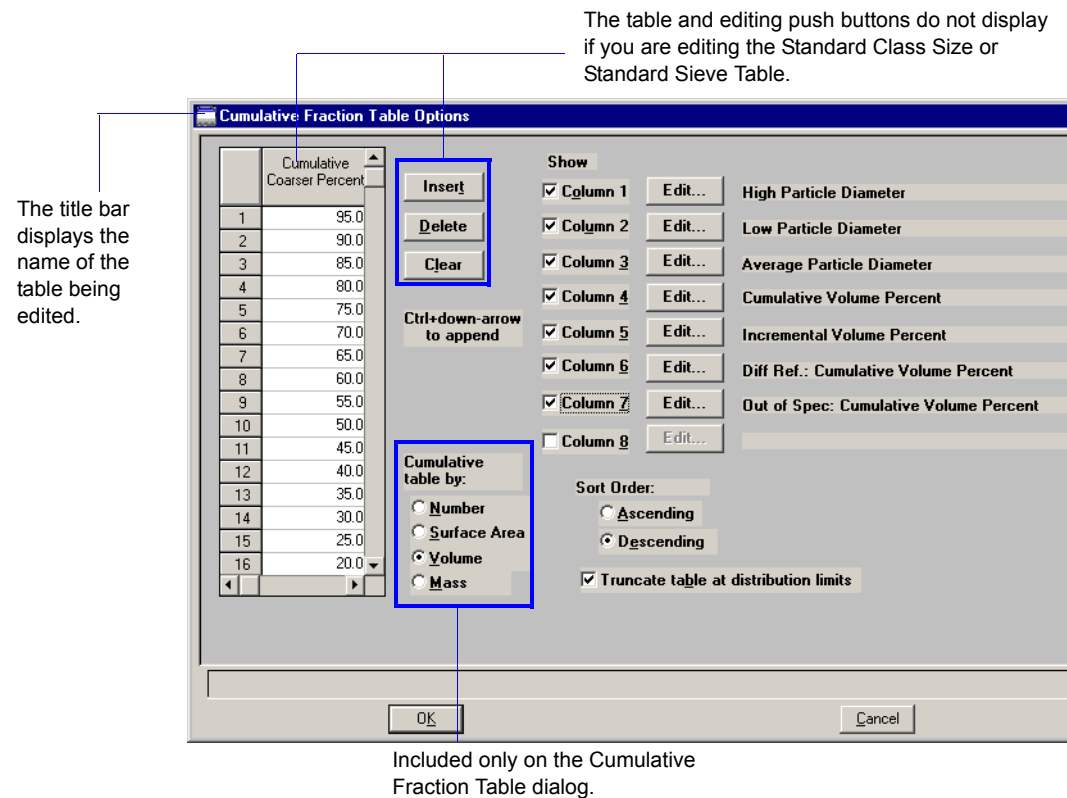 The table and editing push buttons do not display
if you are editing the Standard Class Size or
Standard Sieve Table.
The title bar
displays the
name of the
table being
edited.
Cumulative Fraction Table Options
Cumulative
Coarser Percent
1 95.0
2 90.0
3 85.0
4 80.0
5 75.0
6 70.0
7 65.0
8 60.0
9 55.0
10 50.0
11 45.0
12 40.0
13 35.0
14 30.0
15 25.0
16 20.0
Insert
Delete
Clear
Ctrl+down-arrow
to append
Cumulative
table by:
Number
Surface Area
Volume
Mass
Show
Column 1 Edit... High Particle Diameter
Column 2 Edit... Low Particle Diameter
Column 3 Edit... Average Particle Diameter
Column 4 Edit... Cumulative Volume Percent
Column 5 Edit... Incremental Volume Percent
Column 6 Edit... Diff Ref.: Cumulative Volume Percent
Column 7 Edit... Out of Spec: Cumulative Volume Percent
Column 8 Edit...
Sort Order:
Ascending
Descending
Truncate table at distribution limits
OK Cancel
Included only on the Cumulative
Fraction Table dialog.